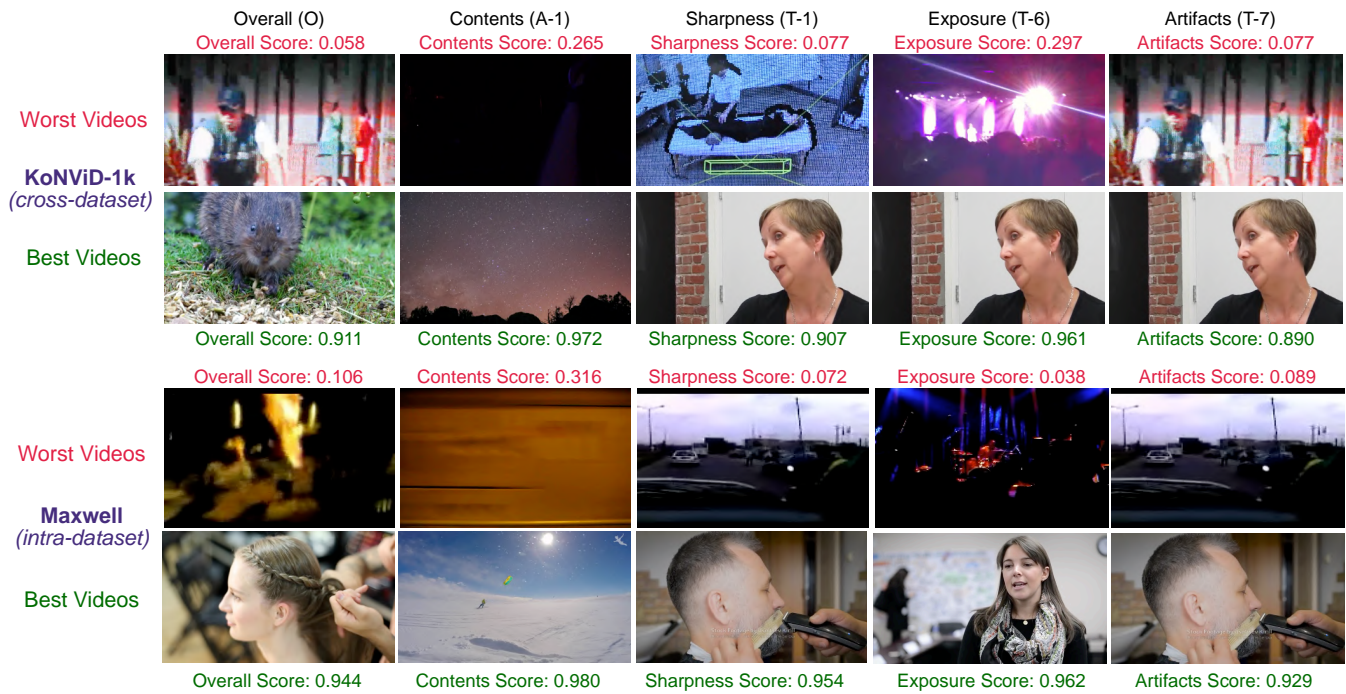 Overall (O) Contents (A-1) Sharpness (T-1) Exposure (T-6) Artifacts (T-7)
Overall Score: 0.058 Contents Score: 0.265 Sharpness Score: 0.077 Exposure Score: 0.297 Artifacts Score: 0.077
Worst Videos
KoNViD-1k
(cross-dataset)
Best Videos
Overall Score: 0.911 Contents Score: 0.972 Sharpness Score: 0.907 Exposure Score: 0.961 Artifacts Score: 0.890
Overall Score: 0.106 Contents Score: 0.316 Sharpness Score: 0.072 Exposure Score: 0.038 Artifacts Score: 0.089
Worst Videos
Maxwell
(intra-dataset)
Best Videos
Overall Score: 0.944 Contents Score: 0.980 Sharpness Score: 0.954 Exposure Score: 0.962 Artifacts Score: 0.929